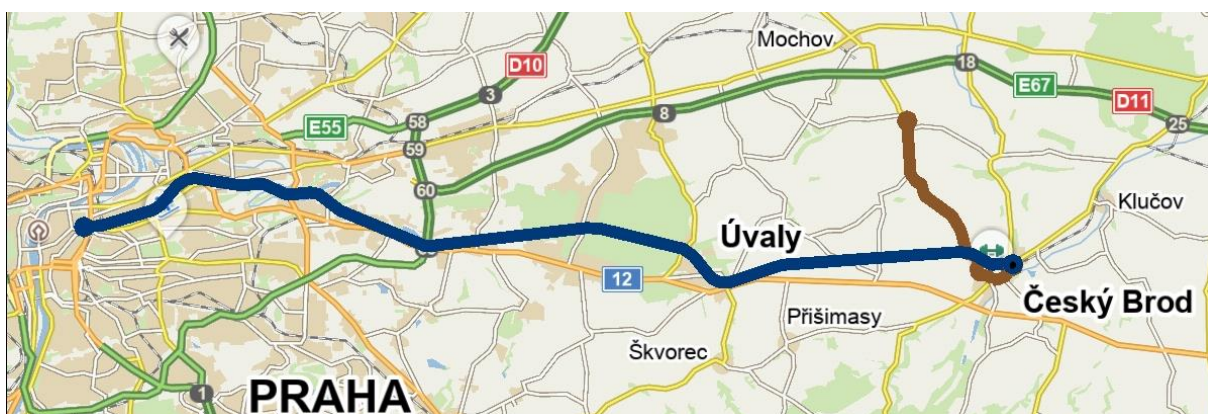 Mochov
18
D10
E67
3
D11
8
58
E55
25
59
60
Klučov
Úvaly
12
Český Brod
Přišimasy
Škvorec
1
PRAHA